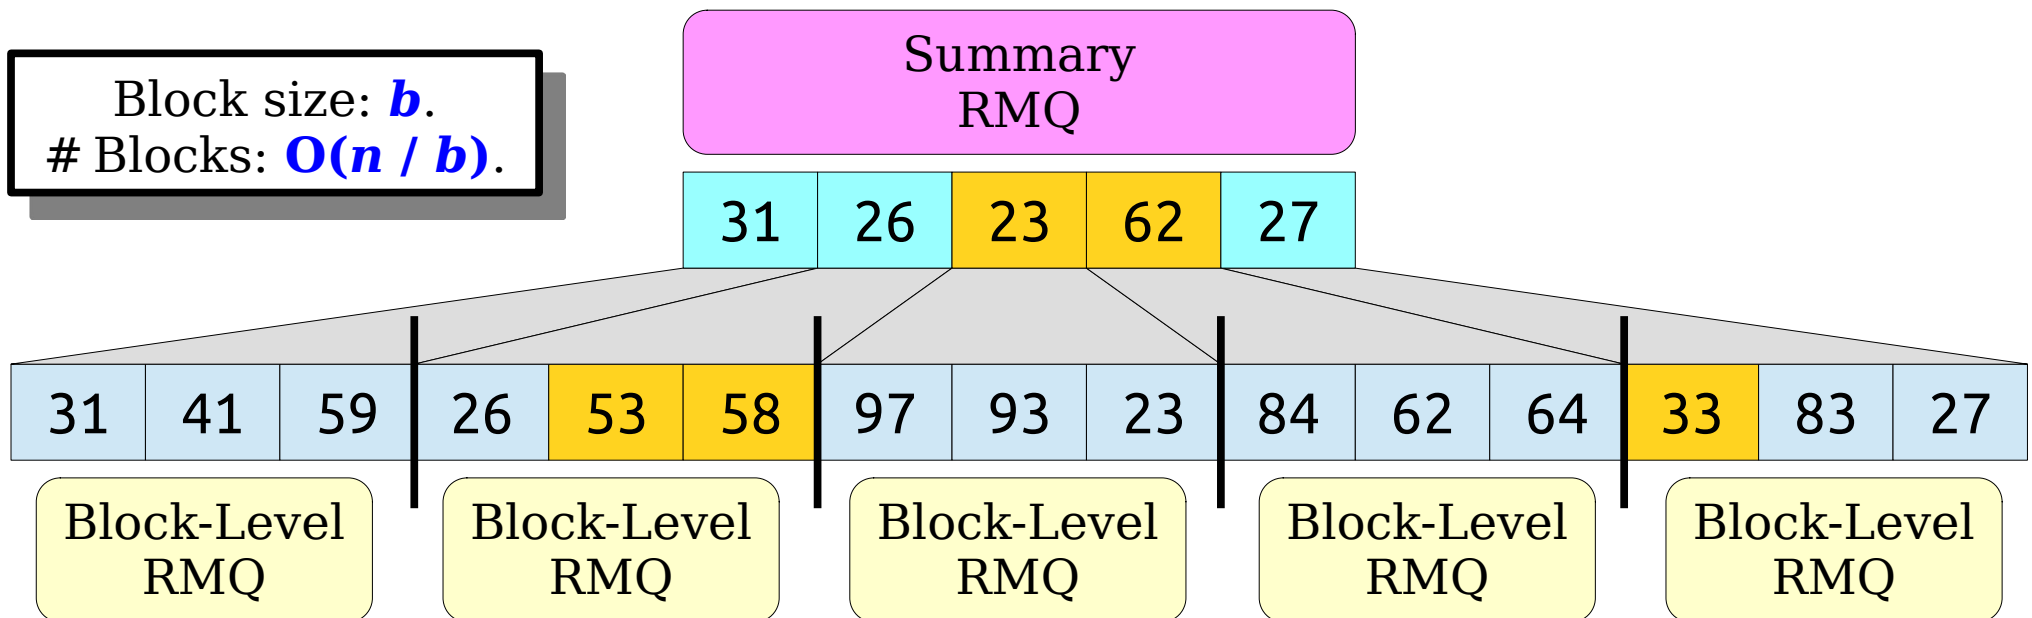 Block size: b.
# Blocks: O(n / b).
Summary
RMQ
31 26 23 62 27
31 41 59 26 53 58 97 93 23 84 62 64 33 83 27
Block-Level Block-Level Block-Level Block-Level Block-Level
RMQ RMQ RMQ RMQ RMQ